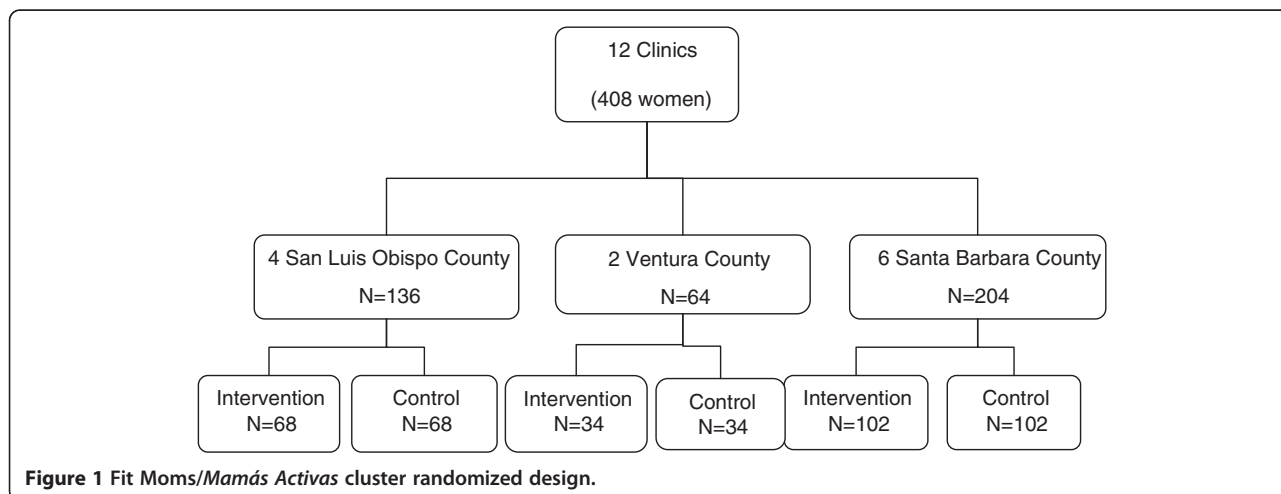 12 Clinics
(408 women)
4 San Luis Obispo County
N=136
2 Ventura County
N=64
6 Santa Barbara County
N=204
Intervention
N=68
Control
N=68
Intervention
N=34
Control
N=34
Intervention
N=102
Control
N=102
Figure 1 Fit Moms/Mamás Activas cluster randomized design.